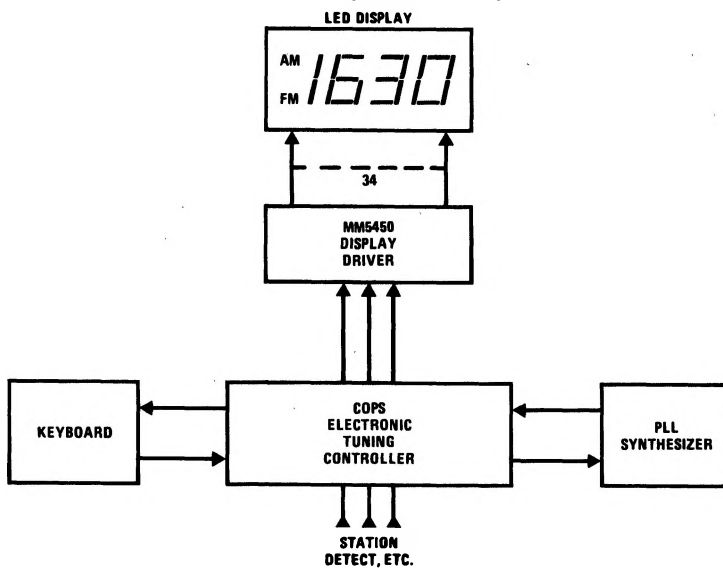 LED DISPLAY
AM
1630
FM
34
MM5450
DISPLAY
DRIVER
KEYBOARD
COPS
ELECTRONIC
TUNING
CONTROLLER
PLL
SYNTHESIZER
STATION
DETECT, ETC.